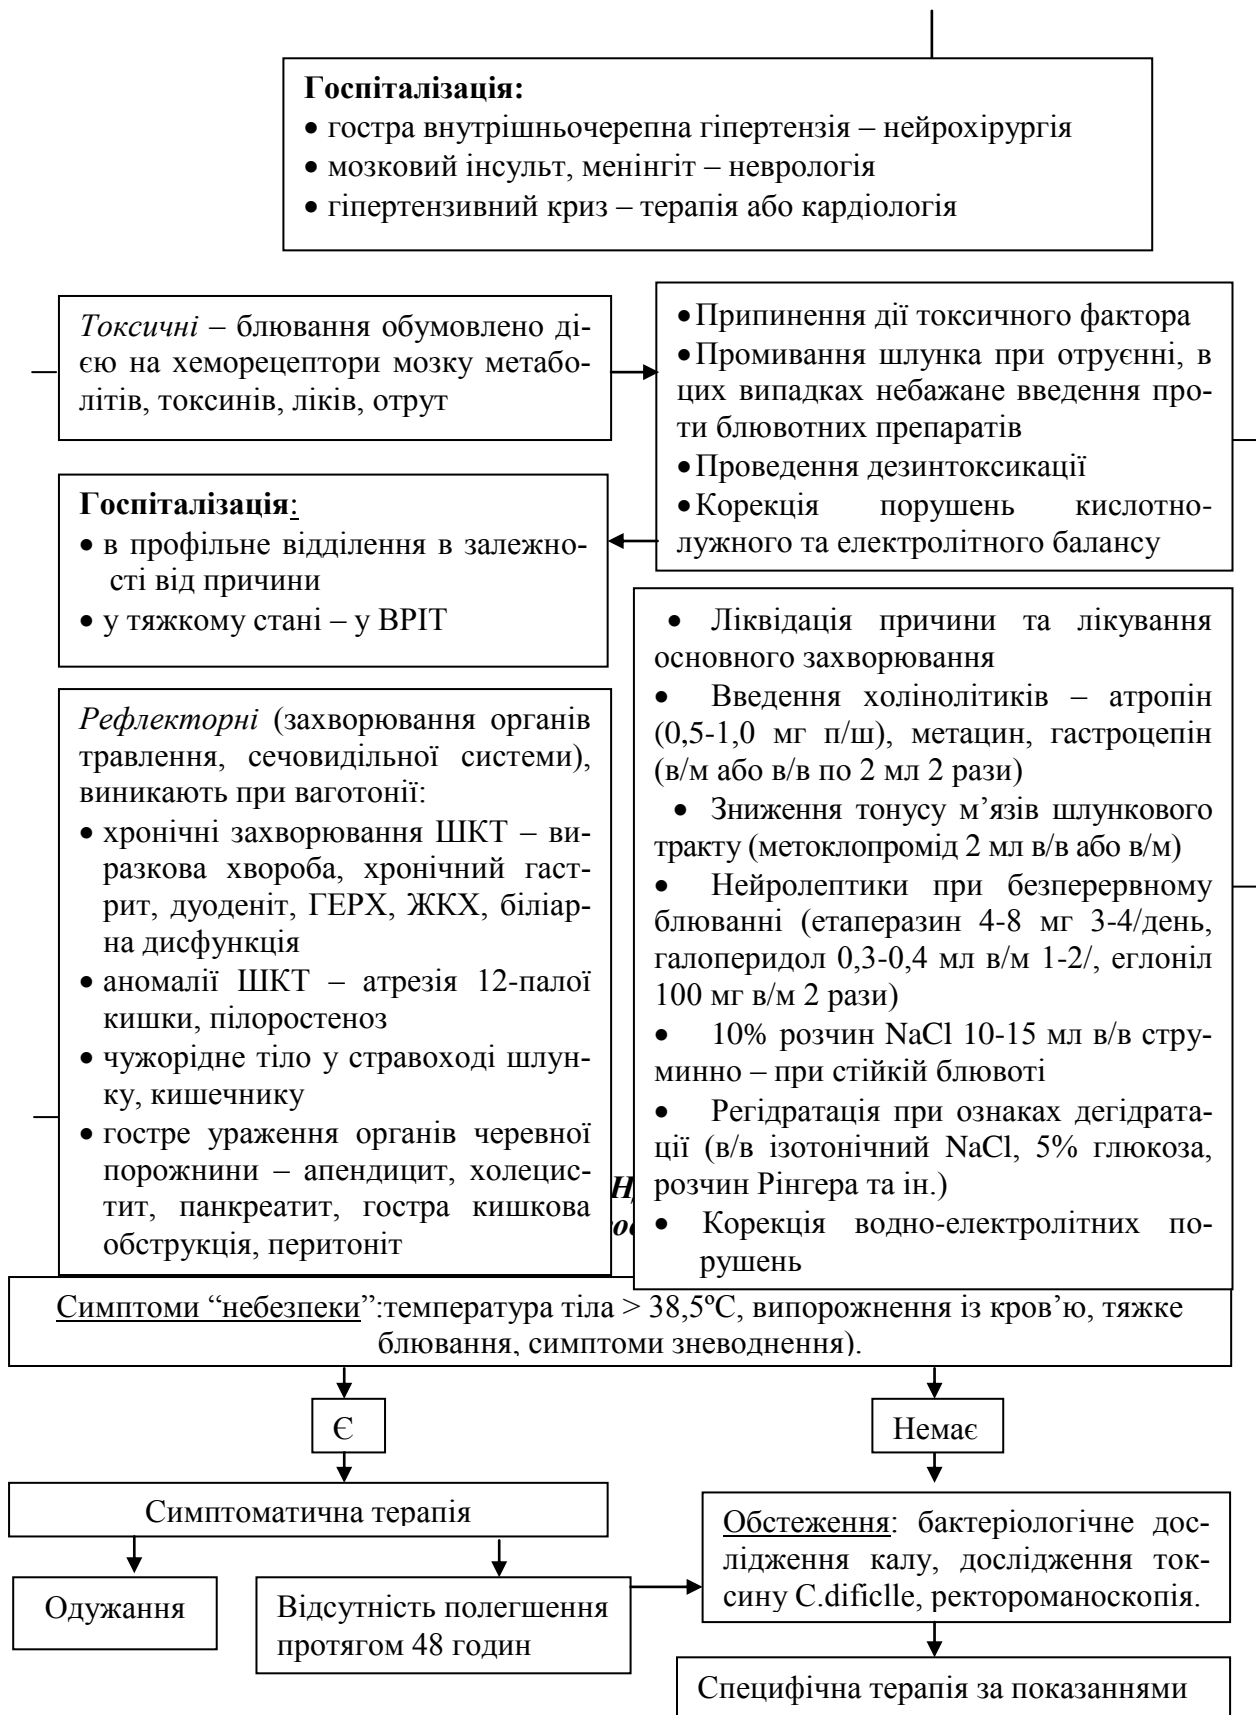 Госпіталізація:
• гостра внутрішньочерепна гіпертензія – нейрохірургія
• мозковий інсульт, менінгіт – неврологія
• гіпертензивний криз – терапія або кардіологія
Токсичні – блювання обумовлено ді-
єю на хеморецептори мозку метабо-
літів, токсинів, ліків, отрут
• Припинення дії токсичного фактора
• Промивання шлунка при отруєнні, в
цих випадках небажане введення про-
ти блювотних препаратів
• Проведення дезинтоксикації
• Корекція порушень кислотно-
лужного та електролітного балансу
Госпіталізація:
• в профільне відділення в залежно-
сті від причини
• у тяжкому стані – у ВРІТ
• Ліквідація причини та лікування
основного захворювання
• Введення холінолітиків – атропін
(0,5-1,0 мг п/ш), метацин, гастроцепін
(в/м або в/в по 2 мл 2 рази)
• Зниження тонусу м’язів шлункового
тракту (метоклопромід 2 мл в/в або в/м)
• Нейролептики при безперервному
блюванні (етаперазин 4-8 мг 3-4/день,
галоперидол 0,3-0,4 мл в/м 1-2/, еглоніл
100 мг в/м 2 рази)
• 10% розчин NaCl 10-15 мл в/в стру-
минно – при стійкій блювоті
• Регідратація при ознаках дегідрата-
ції (в/в ізотонічний NaCl, 5% глюкоза,
розчин Рінгера та ін.)
• Корекція водно-електролітних по-
рушень
Рефлекторні (захворювання органів
травлення, сечовидільної системи),
виникають при ваготонії:
• хронічні захворювання ШКТ – ви-
разкова хвороба, хронічний гаст-
рит, дуоденіт, ГЕРХ, ЖКХ, біліар-
на дисфункція
• аномалії ШКТ – атрезія 12-палої
кишки, пілоростеноз
• чужорідне тіло у стравоході шлун-
ку, кишечнику
• гостре ураження органів черевної
порожнини – апендицит, холецис-
тит, панкреатит, гостра кишкова
обструкція, перитоніт
Симптоми “небезпеки”:температура тіла > 38,5ºС, випорожнення із кров’ю, тяжке
блювання, симптоми зневоднення).
Є
Немає
Симптоматична терапія
Обстеження: бактеріологічне дос-
лідження калу, дослідження ток-
сину C.dificlle, ректороманоскопія.
Одужання
Відсутність полегшення
протягом 48 годин
Специфічна терапія за показаннями